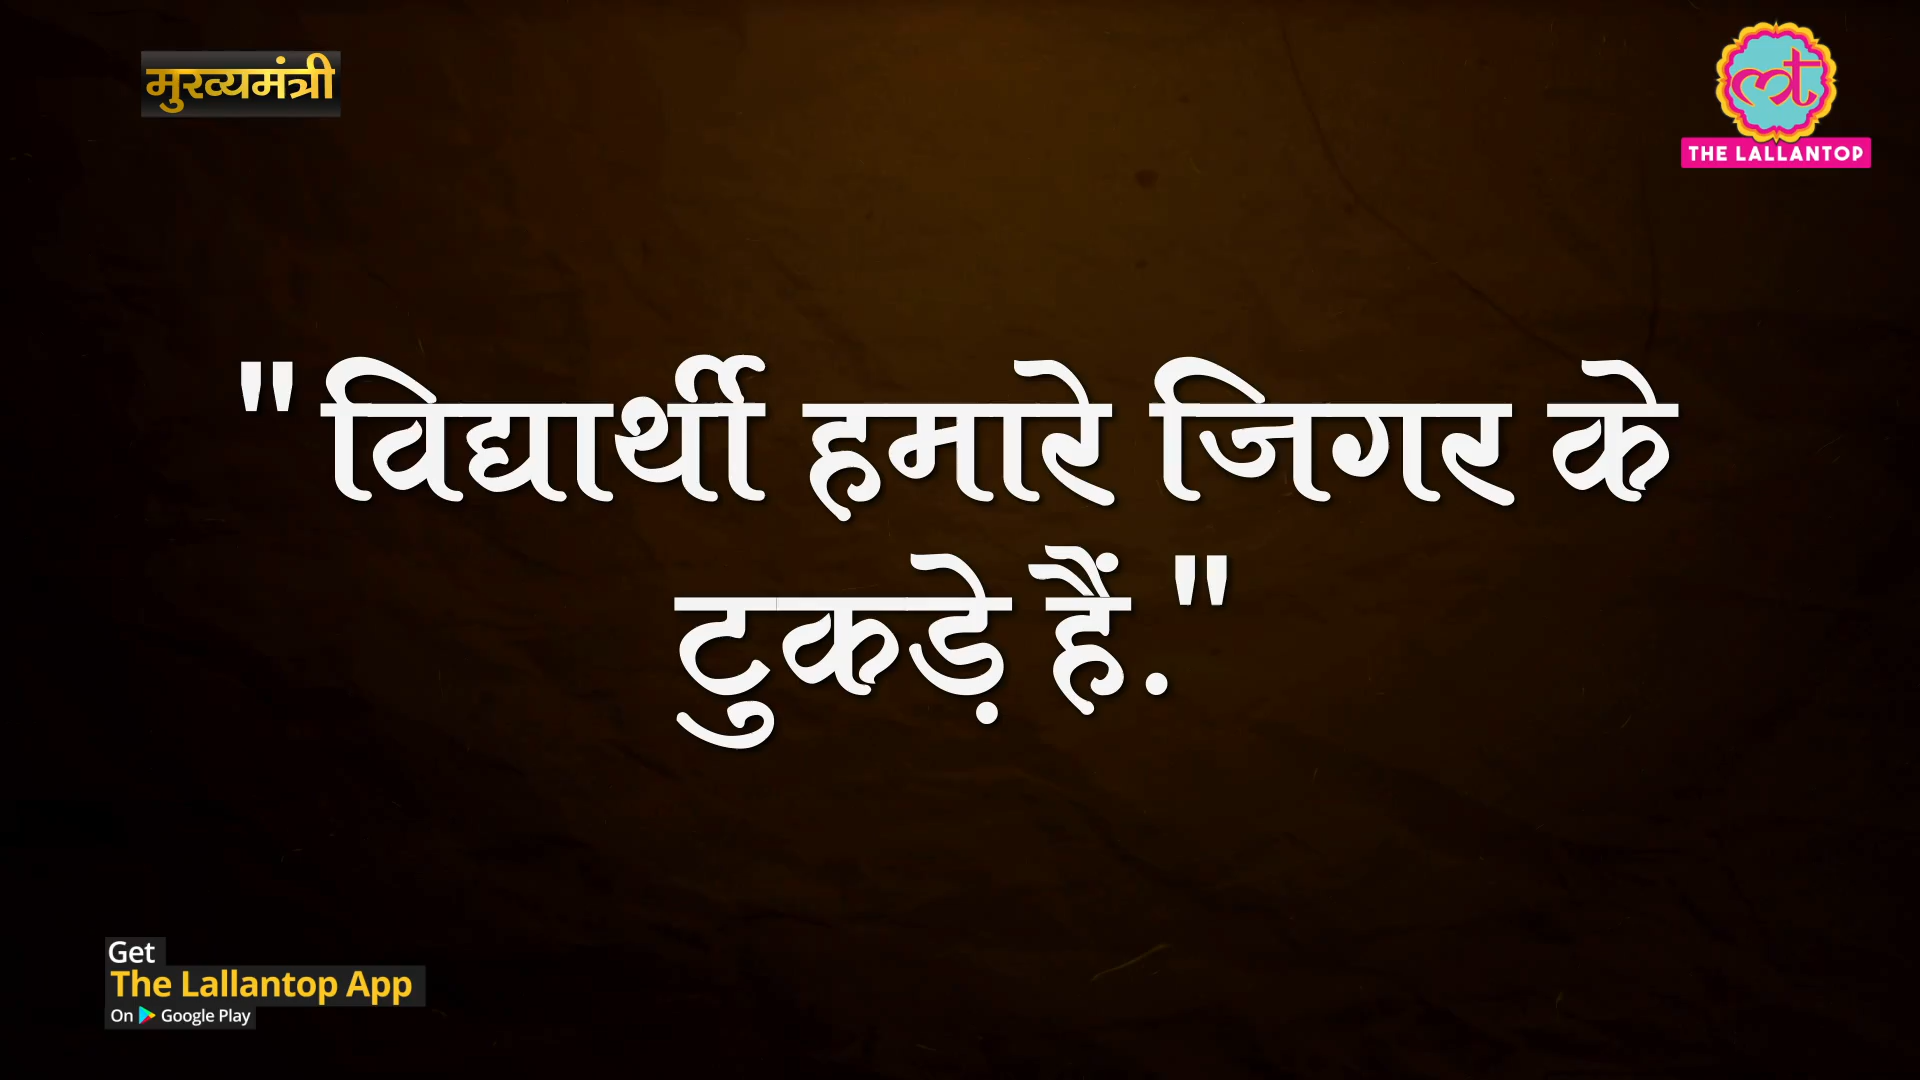 मुख्यमंत्री
THE LALLANTOP
"विद्यार्थी हमारे जिगर के
टुकड़े हैं."
Get
The Lallantop App
On Google Play